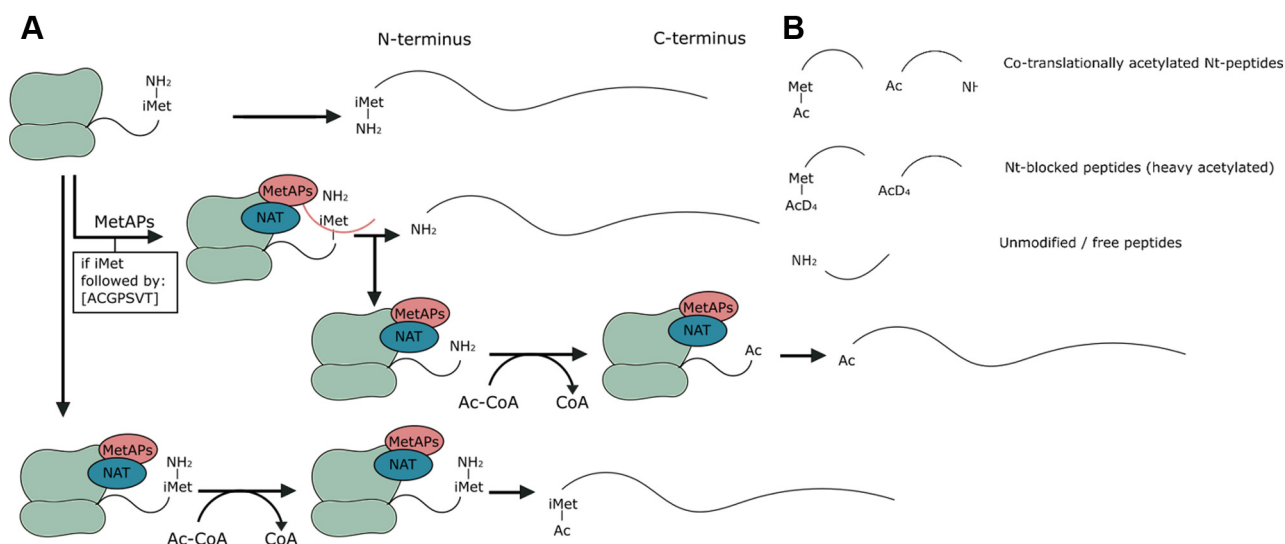 A
B
N-terminus
C-terminus
NH₂
iMet
iMet
NH₂
MetAPs
if iMet
followed by:
[ACGPSVT]
MetAPs
NAT
NH₂
iMet
NH₂
MetAPs
NAT
NH₂
Ac-CoA
CoA
MetAPs
NAT
Ac
Ac
MetAPs
NAT
NH₂
iMet
Ac-CoA
CoA
MetAPs
NAT
NH₂
iMet
iMet
Ac
Met
Ac
Ac
NH
Co-translationally acetylated Nt-peptides
Met
AcD₄
AcD₄
Nt-blocked peptides (heavy acetylated)
NH₂
Unmodified / free peptides